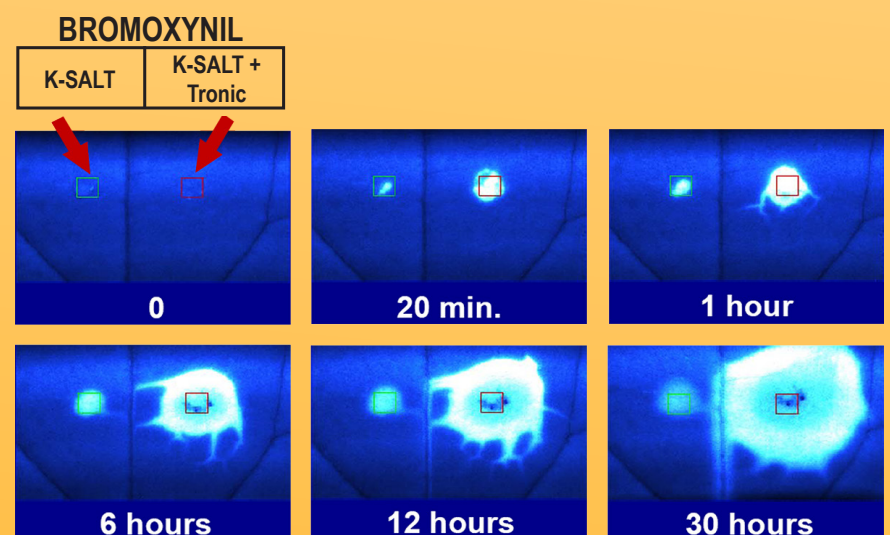 BROMOXYNIL
K-SALT
K-SALT +
Tronic
0
20 min.
1 hour
6 hours
12 hours
30 hours